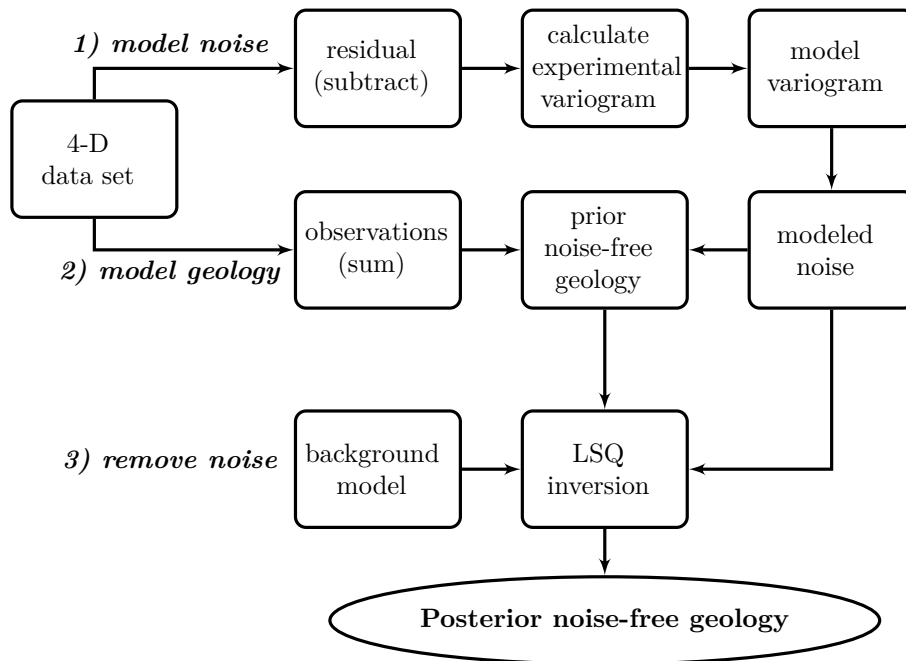 1) model noise
residual
(subtract)
calculate
experimental
variogram
model
variogram
4-D
data set
2) model geology
observations
(sum)
prior
noise-free
geology
modeled
noise
3) remove noise
background
model
LSQ
inversion
Posterior noise-free geology